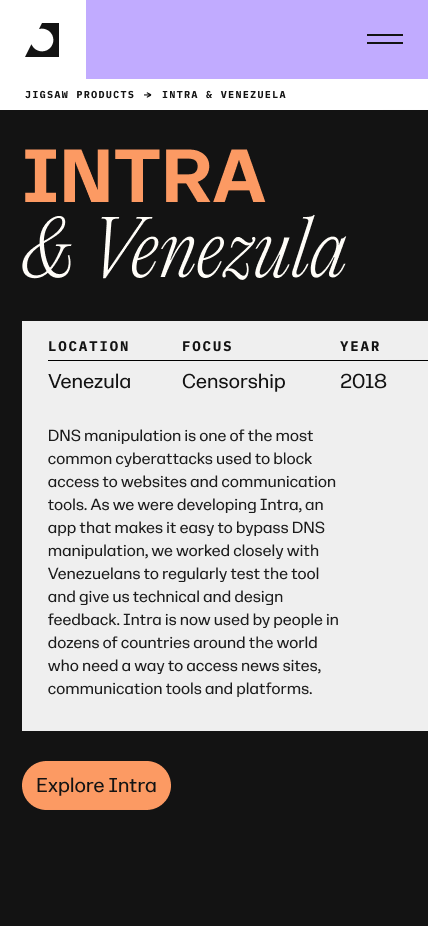 JIGSAW PRODUCTS → INTRA & VENEZUELA
INTRA
& Venezula
LOCATION FOCUS YEAR
Venezula Censorship 2018
DNS manipulation is one of the most
common cyberattacks used to block
access to websites and communication
tools. As we were developing Intra, an
app that makes it easy to bypass DNS
manipulation, we worked closely with
Venezuelans to regularly test the tool
and give us technical and design
feedback. Intra is now used by people in
dozens of countries around the world
who need a way to access news sites,
communication tools and platforms.
Explore Intra